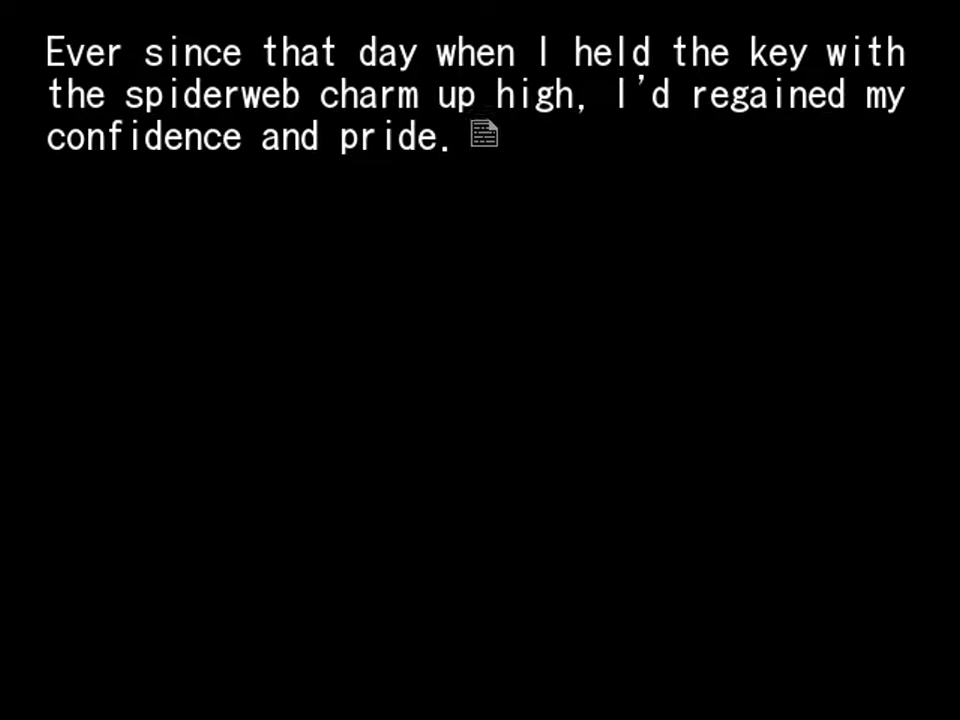 Ever since that day when I held the key with
the spiderweb charm up high, I'd regained my
confidence and pride.